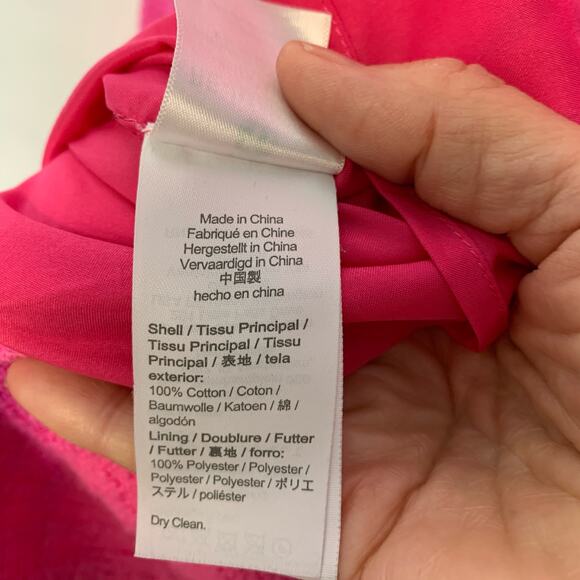 Made in China
Fabriqué en Chine
Hergestellt in China
Vervaardigd in China
中国製
hecho en china
Shell / Tissu Principal /
Tissu Principal / Tissu
Principal / 表地 / tela
exterior:
100% Cotton / Coton /
Baumwolle / Katoen / 綿 /
algodón
Lining / Doublure / Futter
/ Futter / 裏地 / forro:
100% Polyester / Polyester /
Polyester / Polyester / ポリエ
ステル / poliéster
Dry Clean.